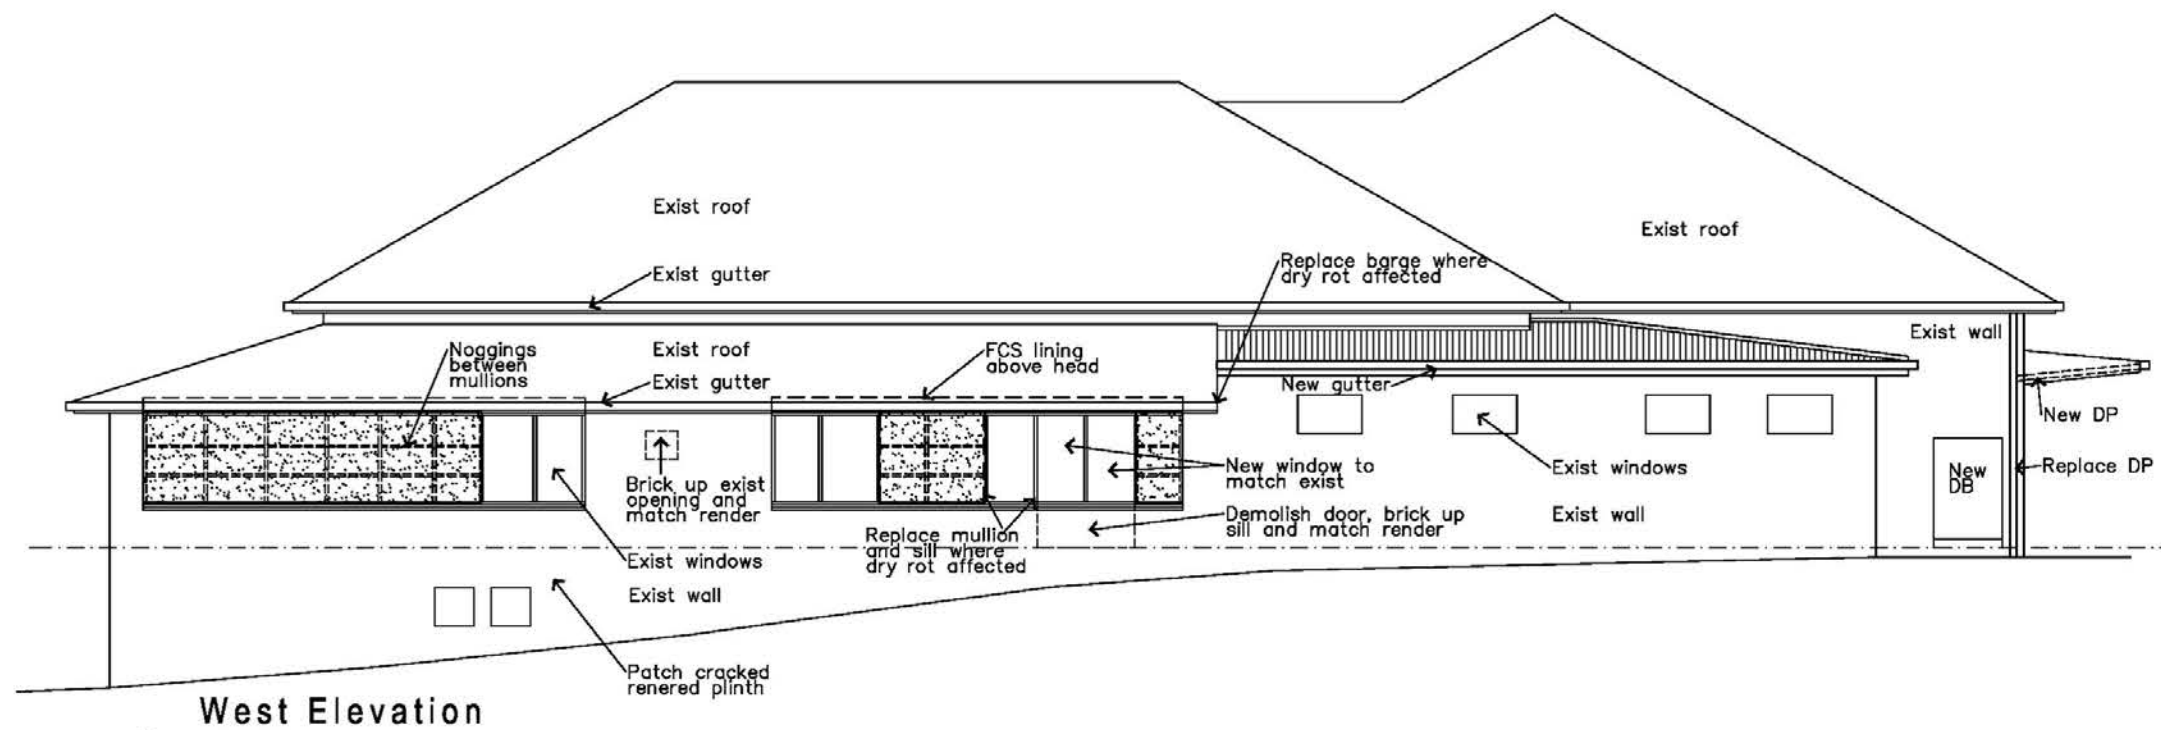 Exist roof
Exist roof
Exist gutter
Replace barge where
dry rot affected
Exist wall
Noggings
between
mullions
Exist roof
Exist gutter
FCS lining
above head
New gutter
New DP
Brick up exist
opening and
match render
New window to
match exist
Exist windows
New
DB
Replace DP
Replace mullion
and sill where
dry rot affected
Demolish door, brick up
sill and match render
Exist wall
Exist windows
Exist wall
Patch cracked
renered plinth
West Elevation